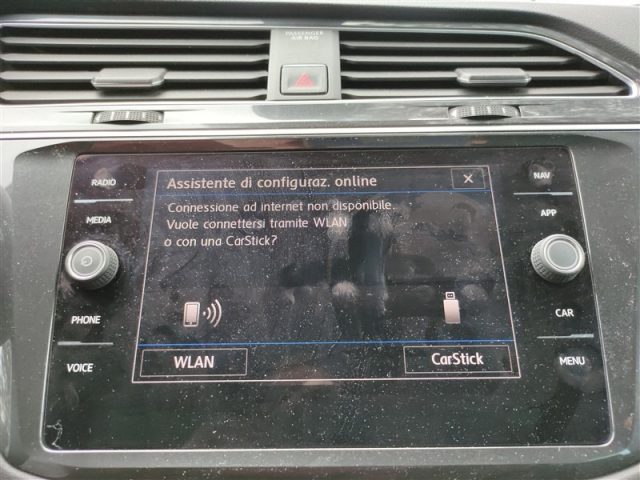 PASSENGER
AIR BAG
RADIO
MEDIA
PHONE
VOICE
Assistente di configuraz. online
Connessione ad internet non disponibile.
Vuole connettersi tramite WLAN
o con una CarStick?
WLAN
CarStick
NAV
APP
CAR
MENU